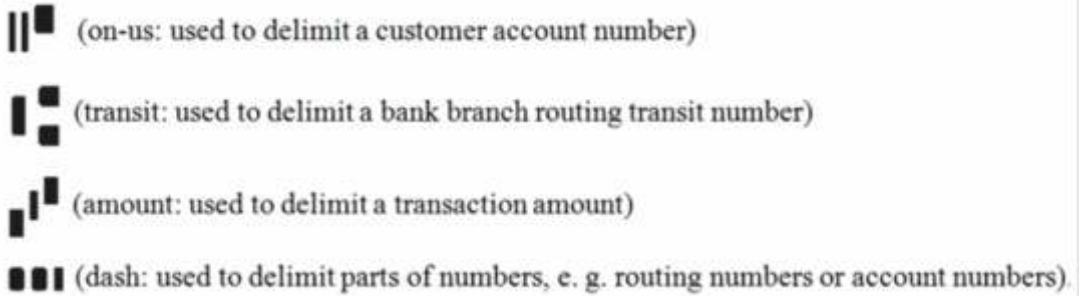 ⑈ (on-us: used to delimit a customer account number)
⑆ (transit: used to delimit a bank branch routing transit number)
⑇ (amount: used to delimit a transaction amount)
⑉ (dash: used to delimit parts of numbers, e. g. routing numbers or account numbers).